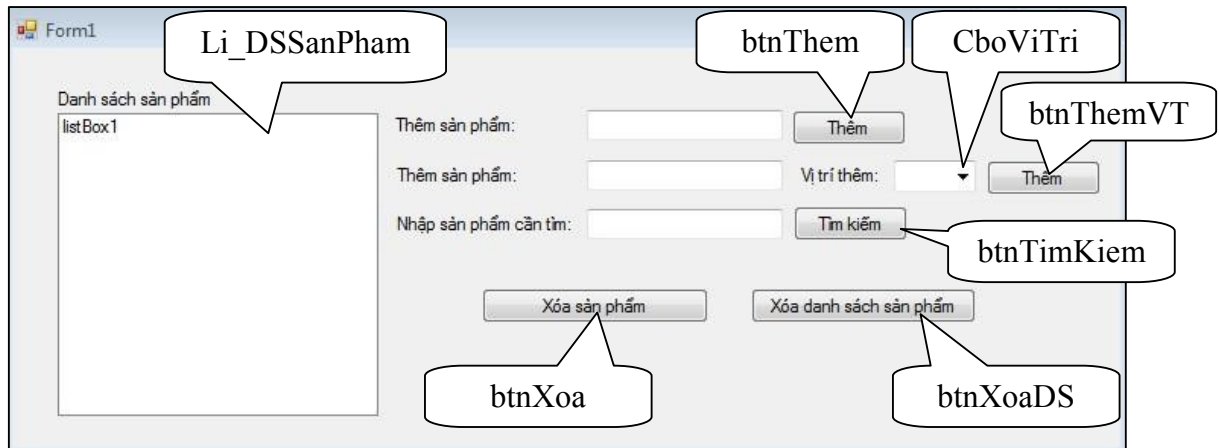 Form1
Li_DSSanPham
btnThem
CboViTri
btnThemVT
Danh sách sản phẩm
listBox1
Thêm sản phẩm:
Thêm
Thêm sản phẩm:
Vị trí thêm:
Thêm
Nhập sản phẩm cần tìm:
Tìm kiếm
btnTimKiem
Xóa sản phẩm
Xóa danh sách sản phẩm
btnXoa
btnXoaDS